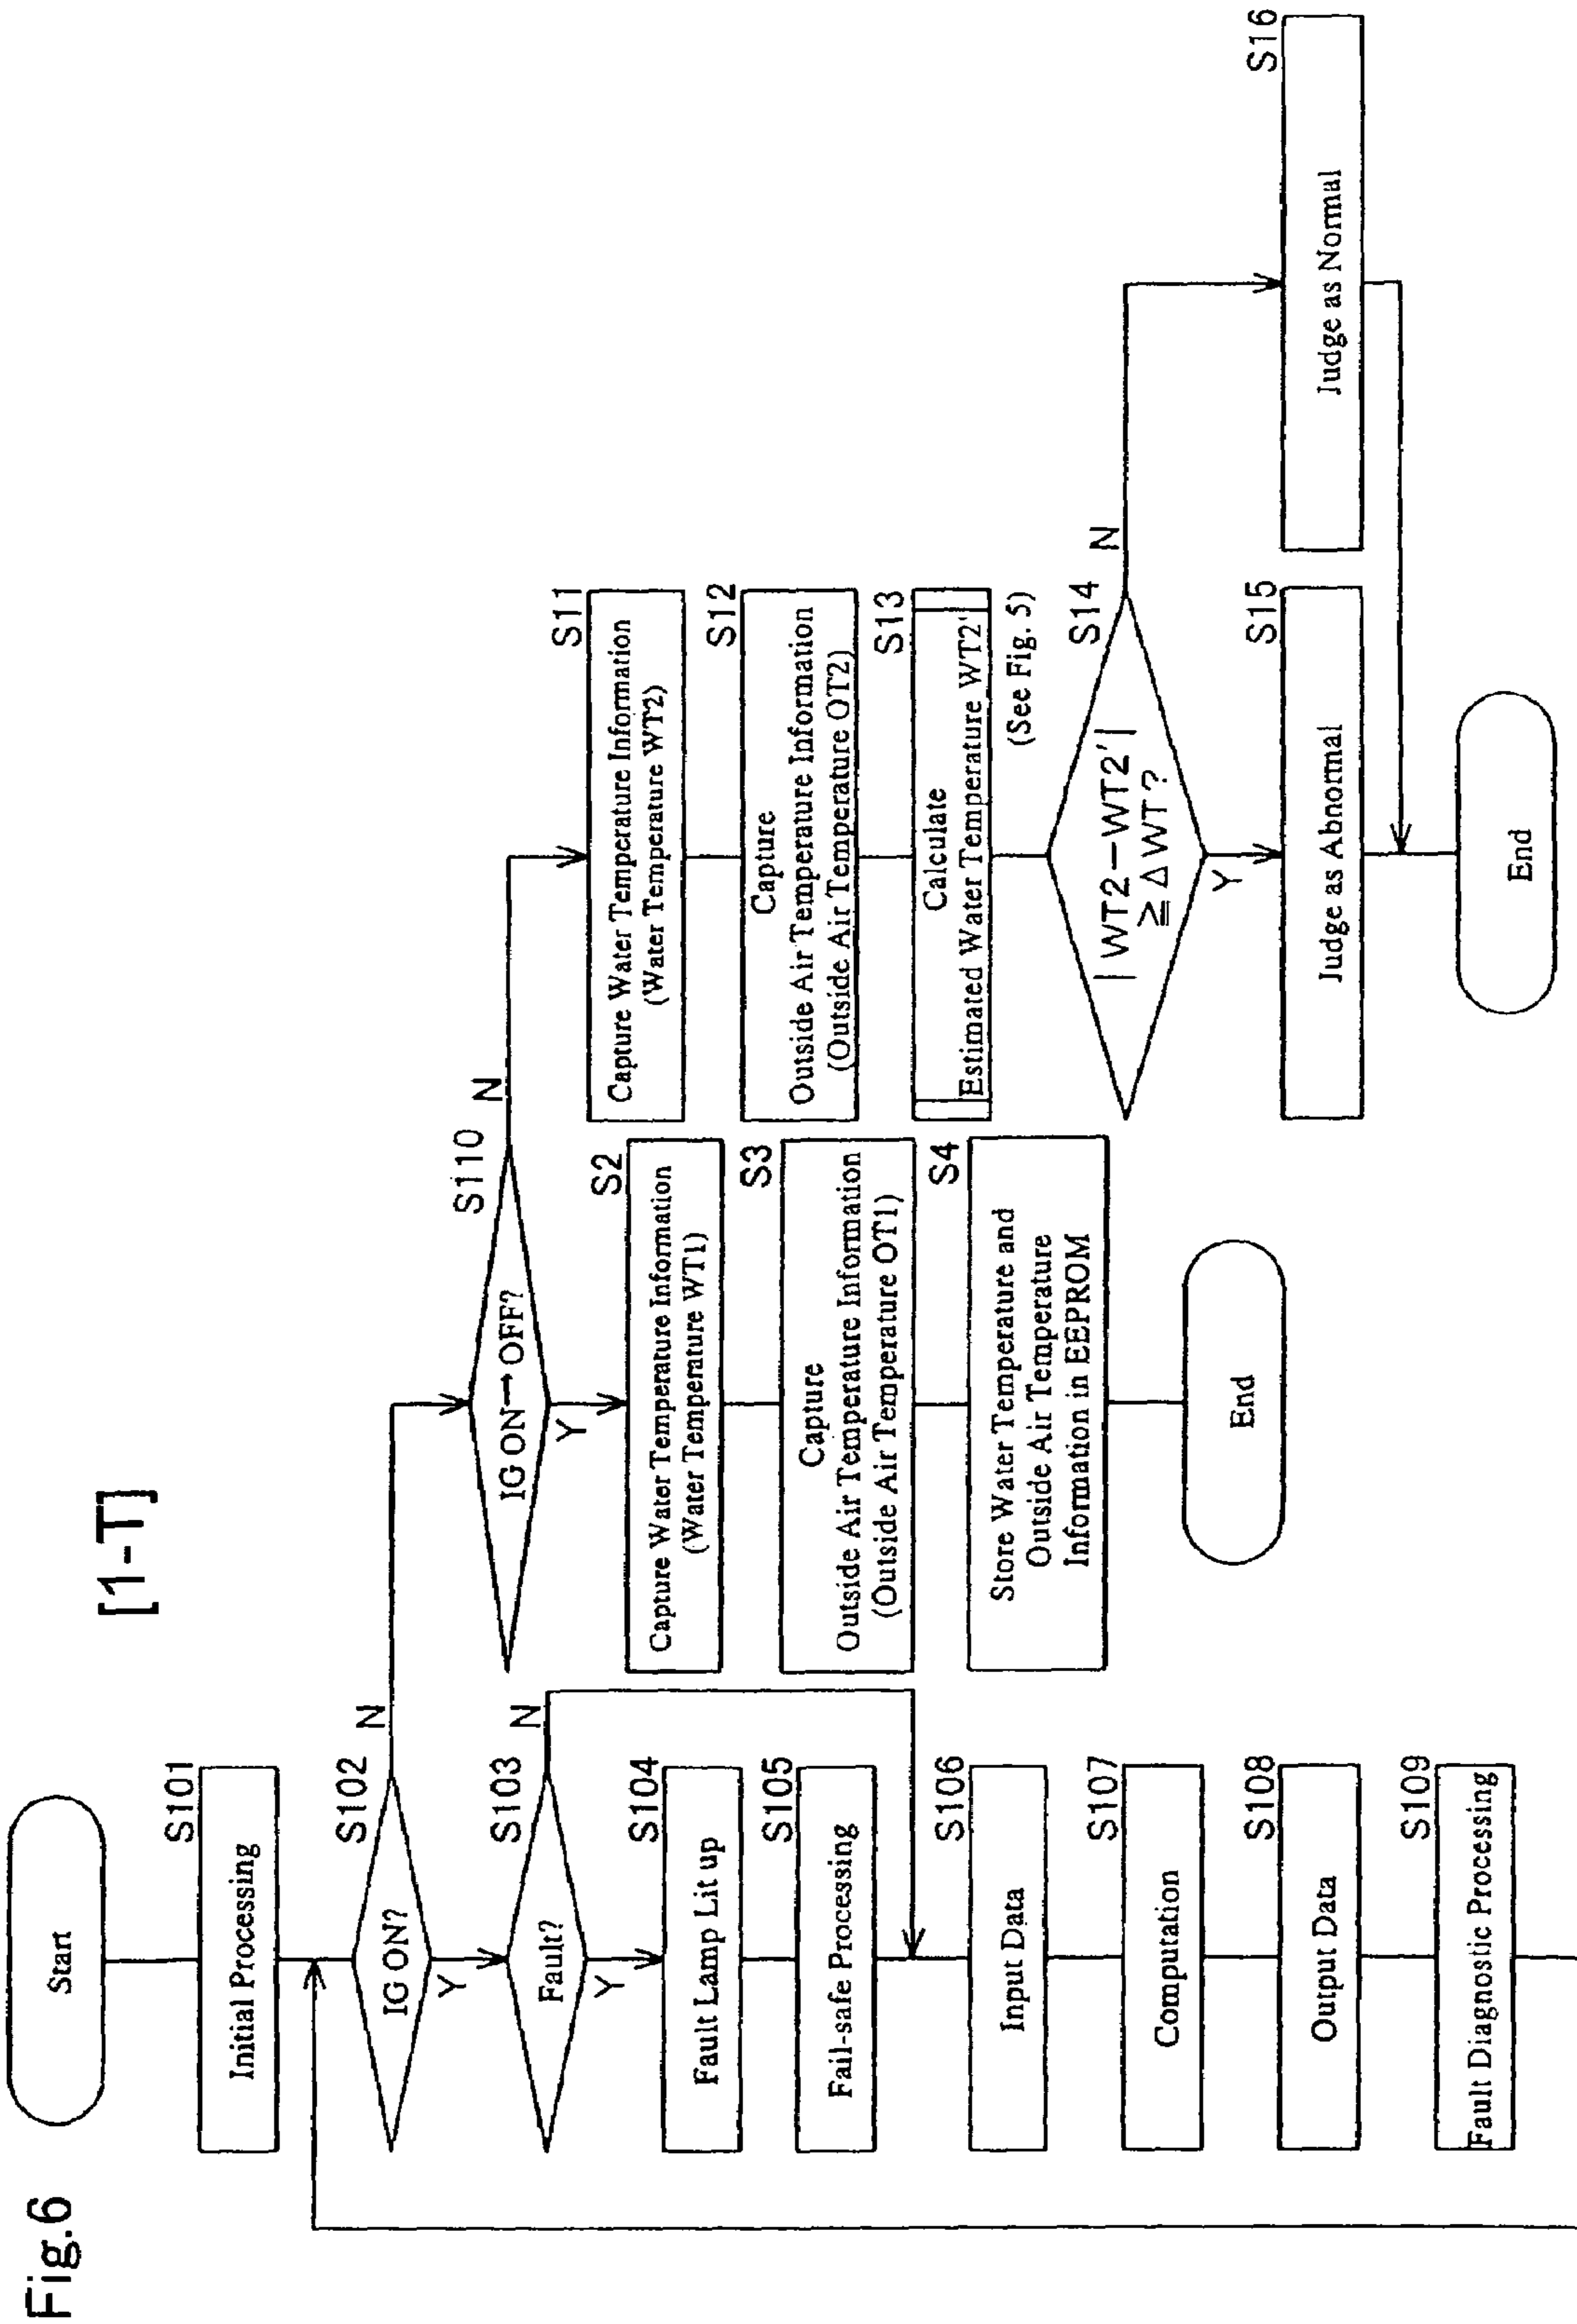 Fig.6
[1-T]
Start
S101
Initial Processing
S102
IG ON?
N
Y
S103
Fault?
N
Y
S104
Fault Lamp Lit up
S105
Fail-safe Processing
S106
Input Data
S107
Computation
S108
Output Data
S109
Fault Diagnostic Processing
S110
IG ON→OFF?
N
Y
S2
Capture Water Temperature Information
(Water Temperature WT1)
S3
Capture
Outside Air Temperature Information
(Outside Air Temperature OT1)
S4
Store Water Temperature and
Outside Air Temperature
Information in EEPROM
End
S11
Capture Water Temperature Information
(Water Temperature WT2)
S12
Capture
Outside Air Temperature Information
(Outside Air Temperature OT2)
S13
Calculate
Estimated Water Temperature WT2'
(See Fig. 5)
S14
|WT2-WT2'|
≧ΔWT?
N
Y
S15
Judge as Abnormal
S16
Judge as Normal
End